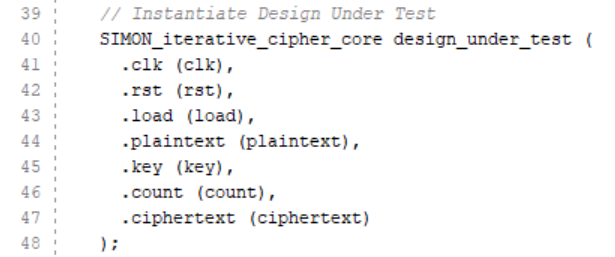 39 // Instantiate Design Under Test
40 SIMON_iterative_cipher_core design_under_test (
41 .clk (clk),
42 .rst (rst),
43 .load (load),
44 .plaintext (plaintext),
45 .key (key),
46 .count (count),
47 .ciphertext (ciphertext)
48 );